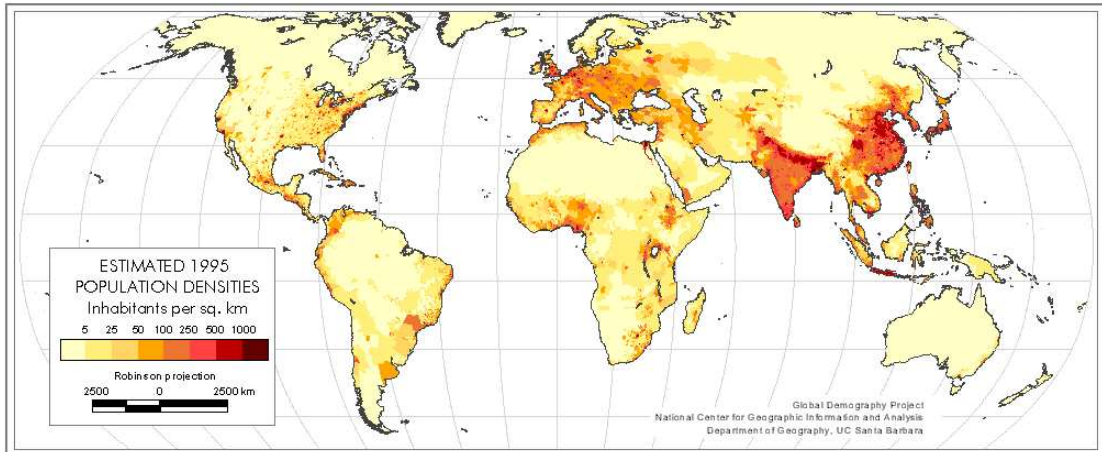 ESTIMATED 1995
POPULATION DENSITIES
Inhabitants per sq. km
5 25 50 100 250 500 1000
Robinson projection
2500 0 2500 km
Global Demography Project
National Center for Geographic Information and Analysis
Department of Geography, UC Santa Barbara